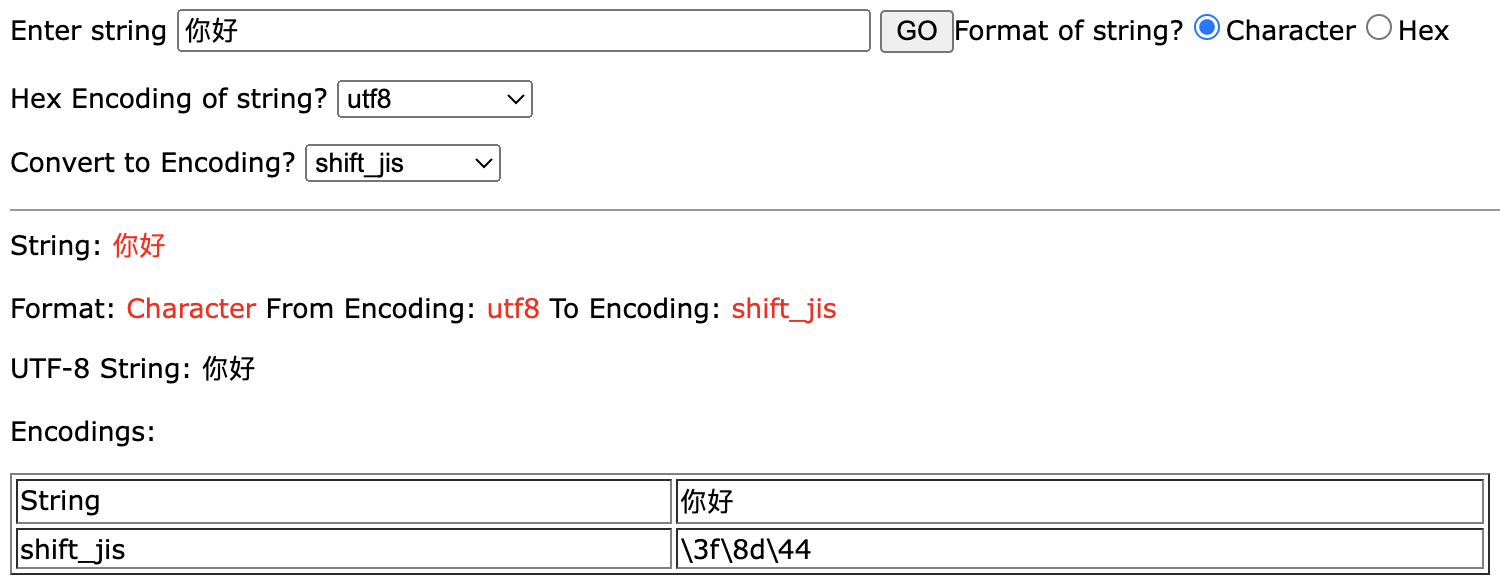 Enter string 你好 GO Format of string? Character Hex
Hex Encoding of string? utf8
Convert to Encoding? shift_jis
String: 你好
Format: Character From Encoding: utf8 To Encoding: shift_jis
UTF-8 String: 你好
Encodings:
String 你好
shift_jis \3f\8d\44